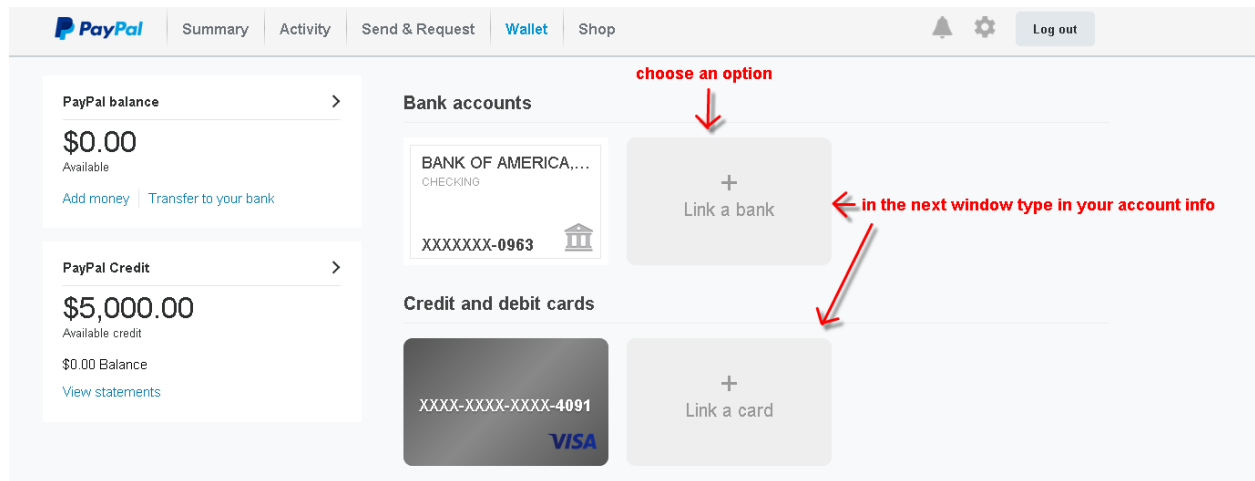 PayPal Summary Activity Send & Request Wallet Shop Log out
choose an option
PayPal balance
$0.00
Available
Add money Transfer to your bank
PayPal Credit
$5,000.00
Available credit
$0.00 Balance
View statements
Bank accounts
BANK OF AMERICA,...
CHECKING
XXXXXXX-0963
+
Link a bank
in the next window type in your account info
Credit and debit cards
XXXX-XXXX-XXXX-4091
VISA
+
Link a card